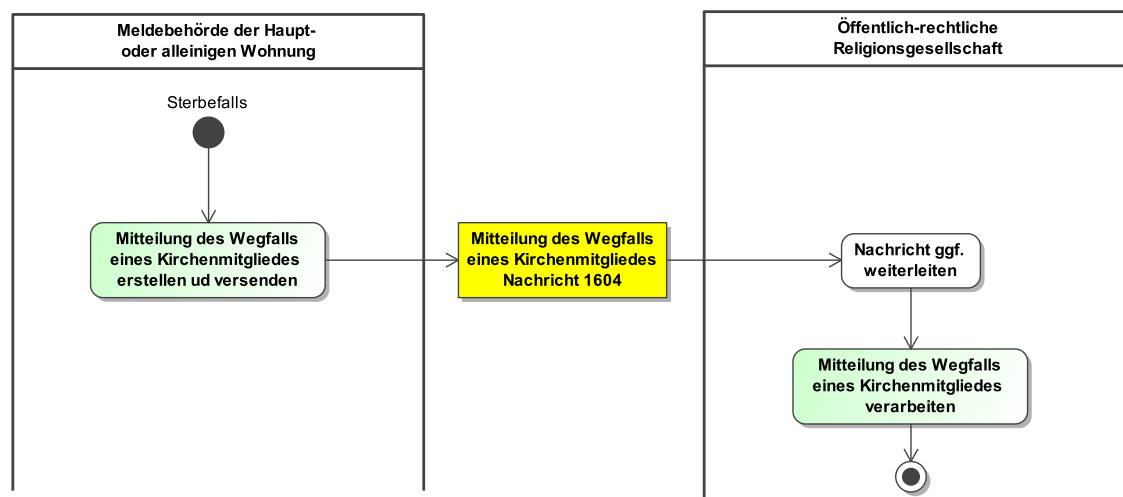 Meldebehörde der Haupt-
oder alleinigen Wohnung
Öffentlich-rechtliche
Religionsgesellschaft
Sterbefalls
Mitteilung des Wegfalls
eines Kirchenmitgliedes
erstellen ud versenden
Mitteilung des Wegfalls
eines Kirchenmitgliedes
Nachricht 1604
Nachricht ggf.
weiterleiten
Mitteilung des Wegfalls
eines Kirchenmitgliedes
verarbeiten